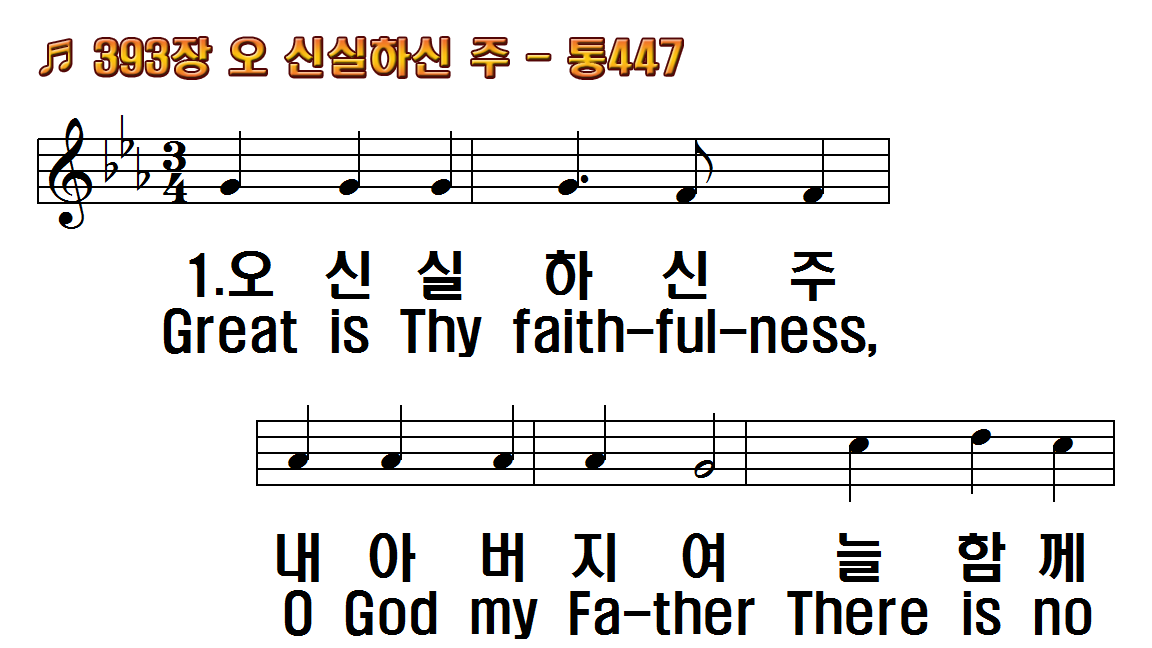 ♬ 393장 오 신실하신 주 - 통447
3
4
1.오 신 실 하 신 주
Great is Thy faith-ful-ness,
내 아 버 지 여 늘 함 께
O God my Fa-ther There is no